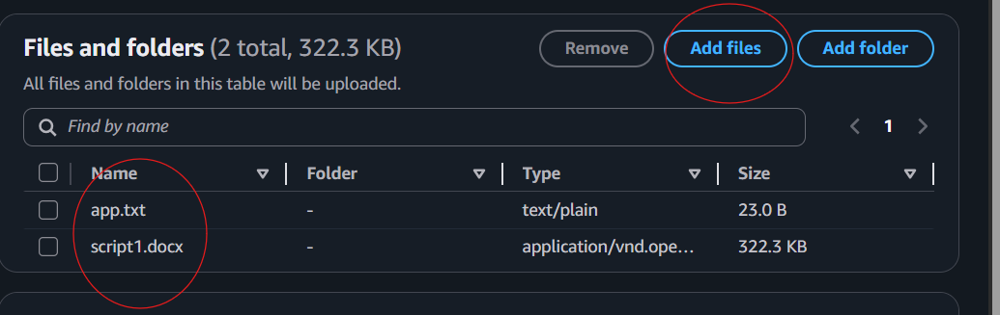 Files and folders (2 total, 322.3 KB)
Remove
Add files
Add folder
All files and folders in this table will be uploaded.
Find by name
1
Name Folder Type Size
app.txt - text/plain 23.0 B
script1.docx - application/vnd.ope... 322.3 KB